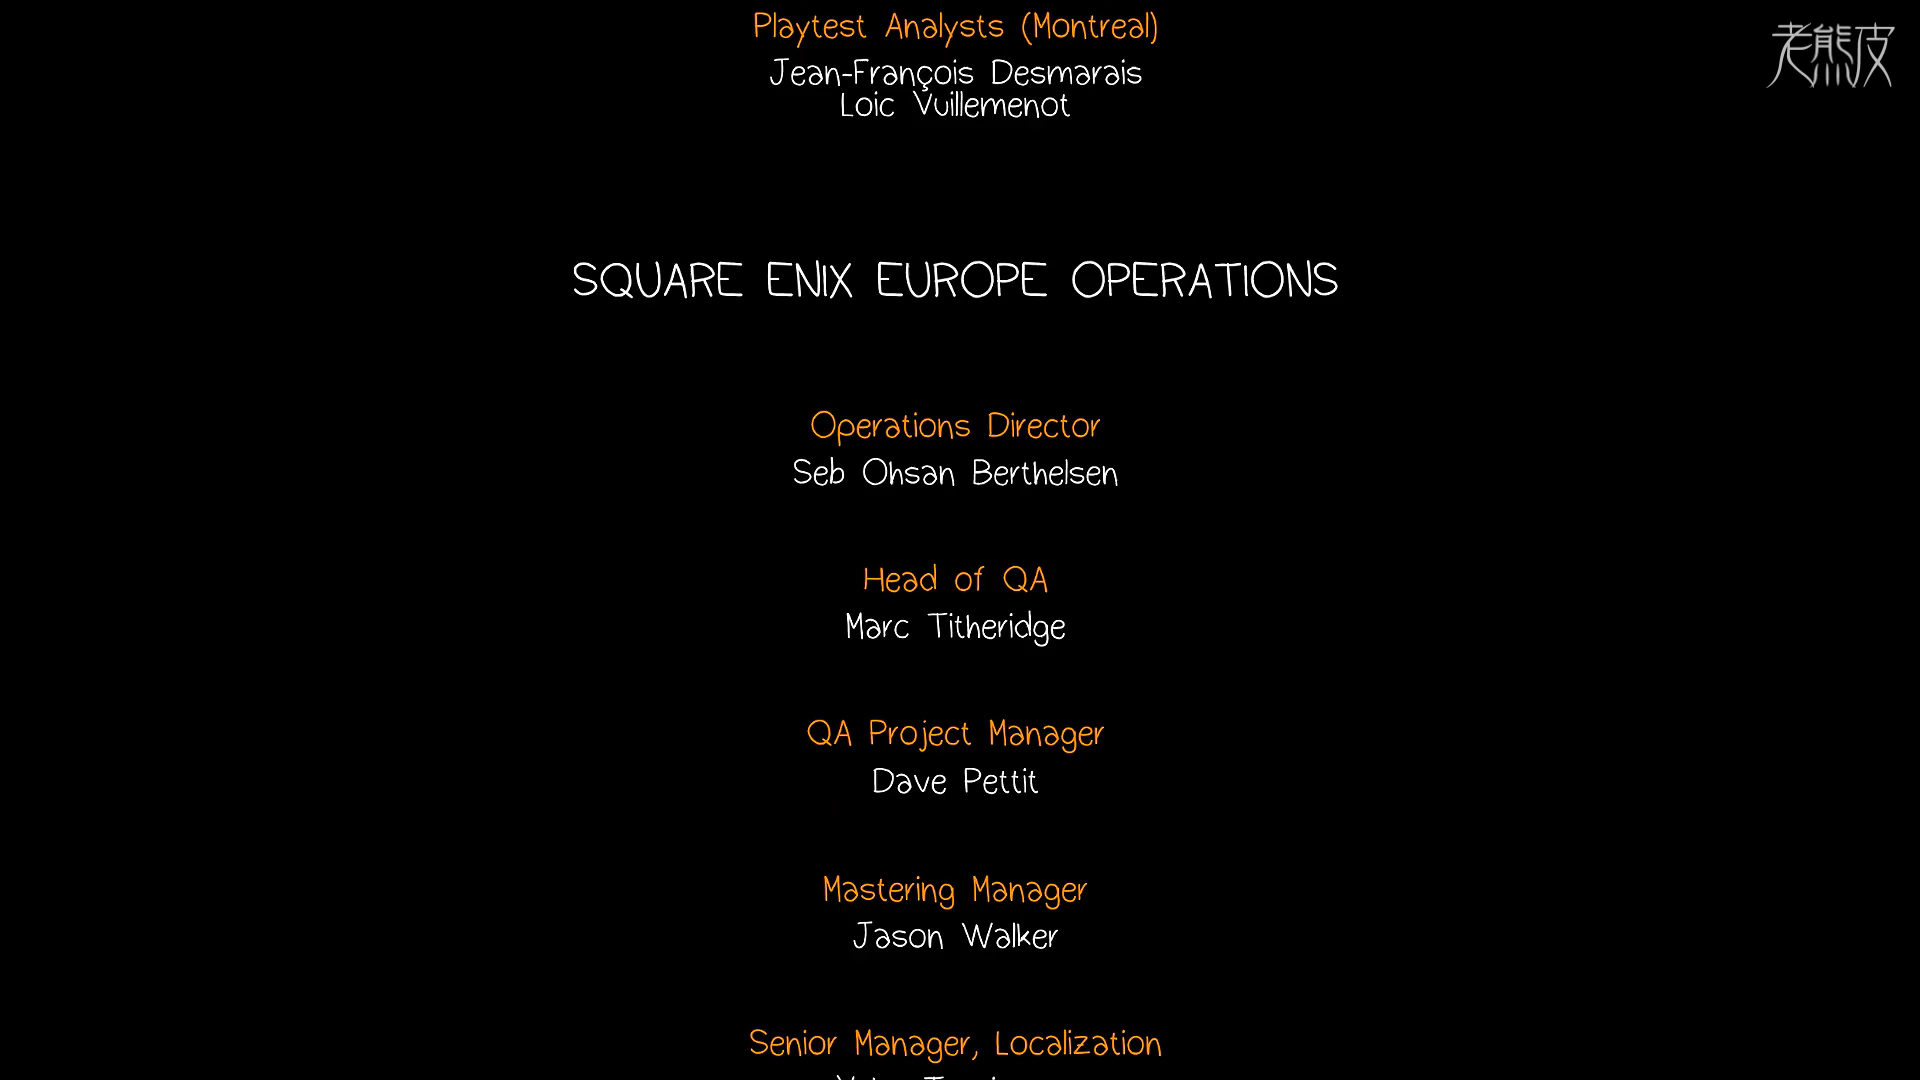 Playtest Analysts (Montreal)
老熊皮
Jean-François Desmarais
Loic Vuillemenot
SQUARE ENIX EUROPE OPERATIONS
Operations Director
Seb Ohsan Berthelsen
Head of QA
Marc Titheridge
QA Project Manager
Dave Pettit
Mastering Manager
Jason Walker
Senior Manager, Localization